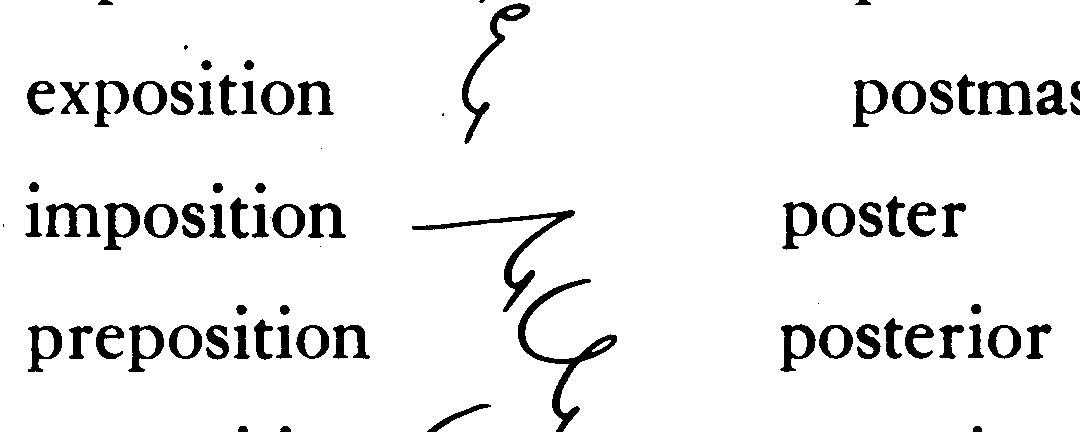 exposition postmas
imposition poster
preposition posterior